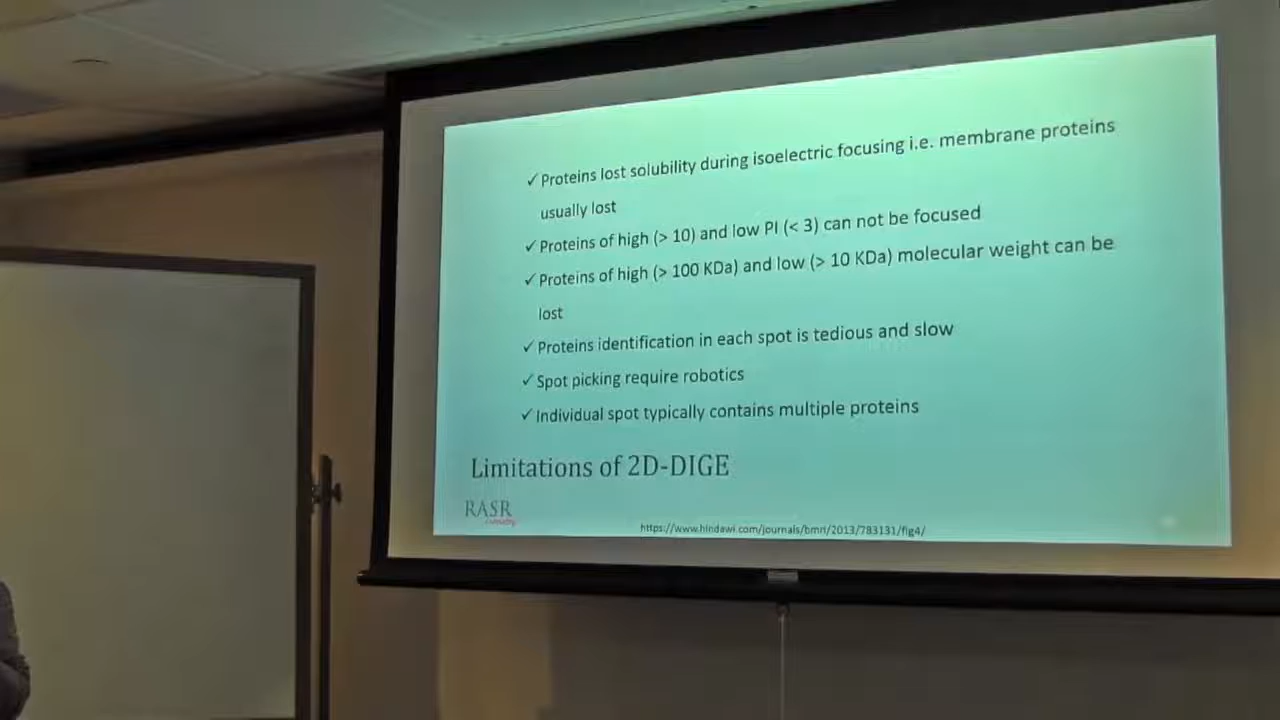 ✓ Proteins lost solubility during isoelectric focusing i.e. membrane proteins
usually lost
✓ Proteins of high (> 10) and low PI (< 3) can not be focused
✓ Proteins of high (> 100 KDa) and low (> 10 KDa) molecular weight can be
lost
✓ Proteins identification in each spot is tedious and slow
✓ Spot picking require robotics
✓ Individual spot typically contains multiple proteins
Limitations of 2D-DIGE
RASR
https://www.hindawi.com/journals/bmri/2013/783131/fig4/